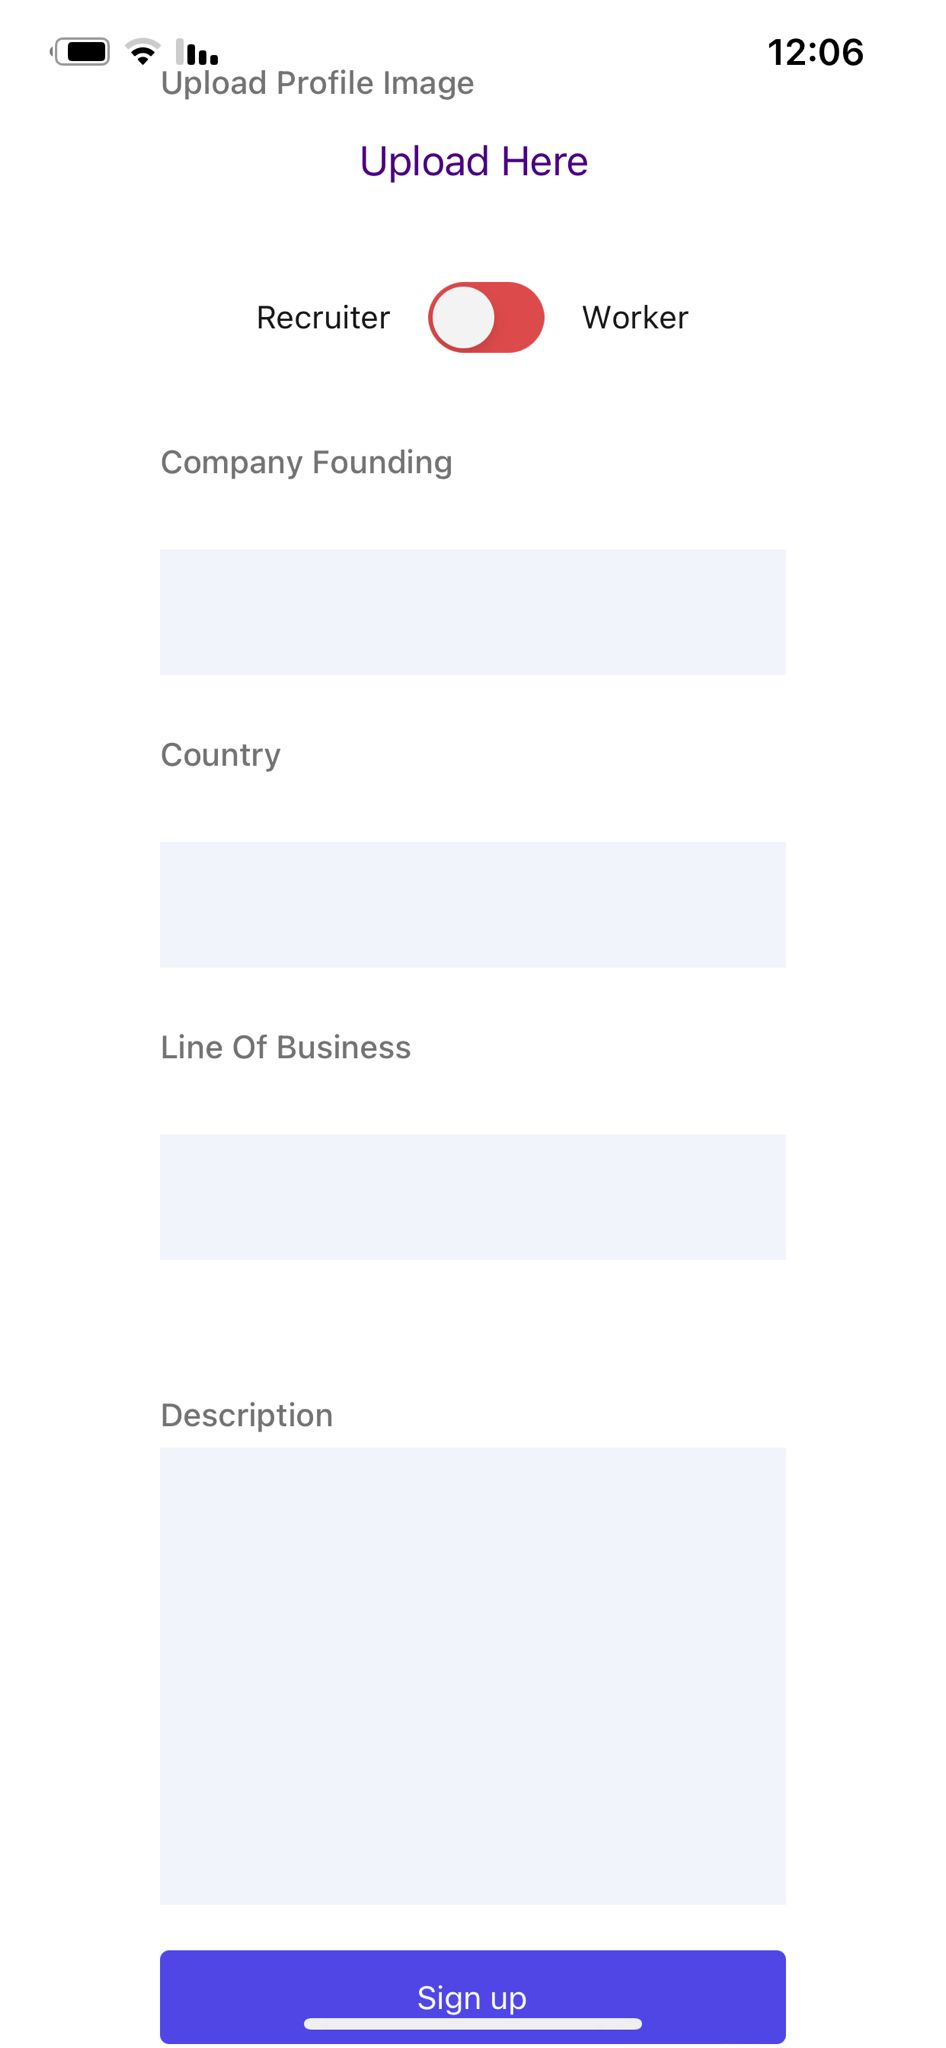 12:06
Upload Profile Image
Upload Here
Recruiter Worker
Company Founding
Country
Line Of Business
Description
Sign up